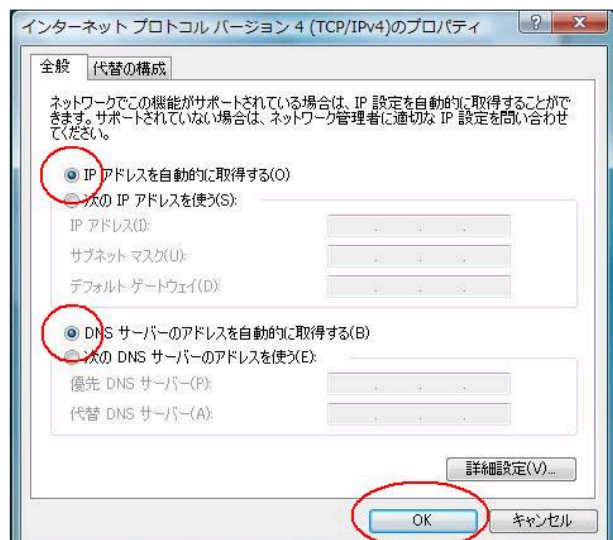 インターネット プロトコル バージョン 4 (TCP/IPv4)のプロパティ
全般 代替の構成
ネットワークでこの機能がサポートされている場合は、IP 設定を自動的に取得することがで
きます。サポートされていない場合は、ネットワーク管理者に適切な IP 設定を問い合わせ
てください。
IP アドレスを自動的に取得する(O)
次の IP アドレスを使う(S):
IP アドレス(I):
サブネット マスク(U):
デフォルト ゲートウェイ(D):
DNS サーバーのアドレスを自動的に取得する(B)
次の DNS サーバーのアドレスを使う(E):
優先 DNS サーバー(P):
代替 DNS サーバー(A):
詳細設定(V)...
OK キャンセル